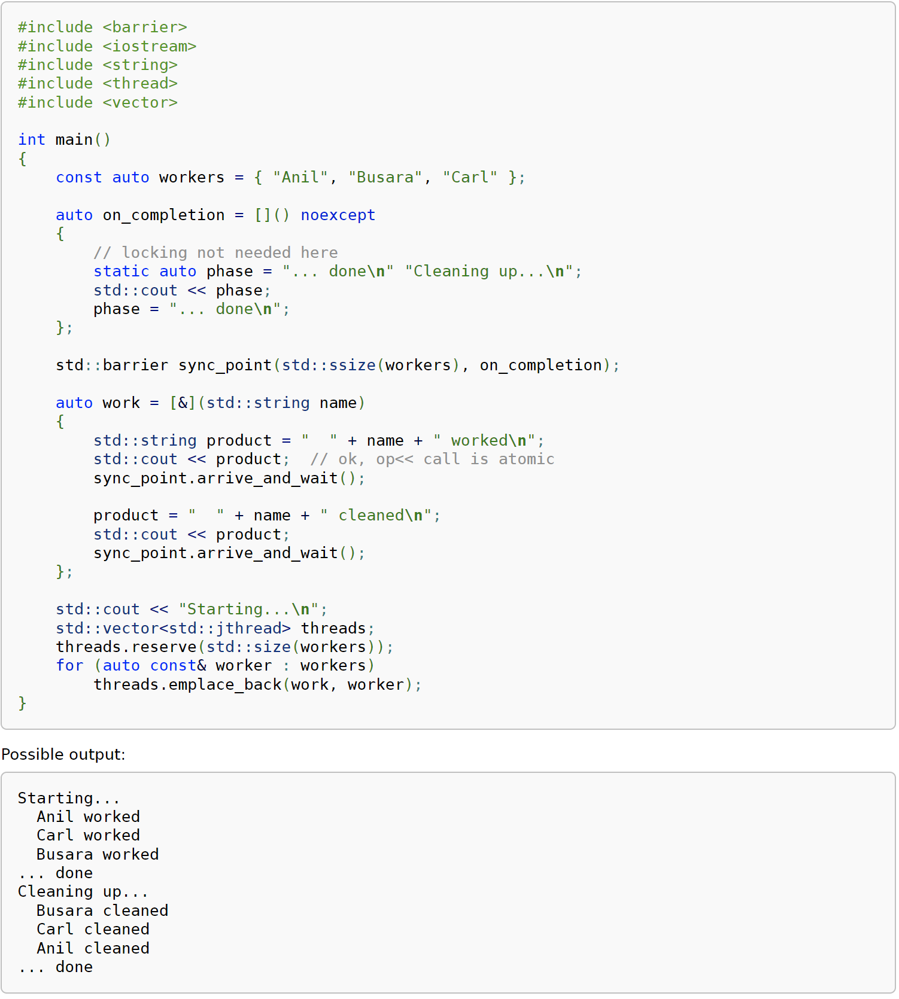 #include <barrier>
#include <iostream>
#include <string>
#include <thread>
#include <vector>

int main()
{
    const auto workers = { "Anil", "Busara", "Carl" };

    auto on_completion = []() noexcept
    {
        // locking not needed here
        static auto phase = "... done\n" "Cleaning up...\n";
        std::cout << phase;
        phase = "... done\n";
    };

    std::barrier sync_point(std::ssize(workers), on_completion);

    auto work = [&](std::string name)
    {
        std::string product = "  " + name + " worked\n";
        std::cout << product;  // ok, op<< call is atomic
        sync_point.arrive_and_wait();

        product = "  " + name + " cleaned\n";
        std::cout << product;
        sync_point.arrive_and_wait();
    };

    std::cout << "Starting...\n";
    std::vector<std::jthread> threads;
    threads.reserve(std::size(workers));
    for (auto const& worker : workers)
        threads.emplace_back(work, worker);
}

Possible output:

Starting...
  Anil worked
  Carl worked
  Busara worked
... done
Cleaning up...
  Busara cleaned
  Carl cleaned
  Anil cleaned
... done